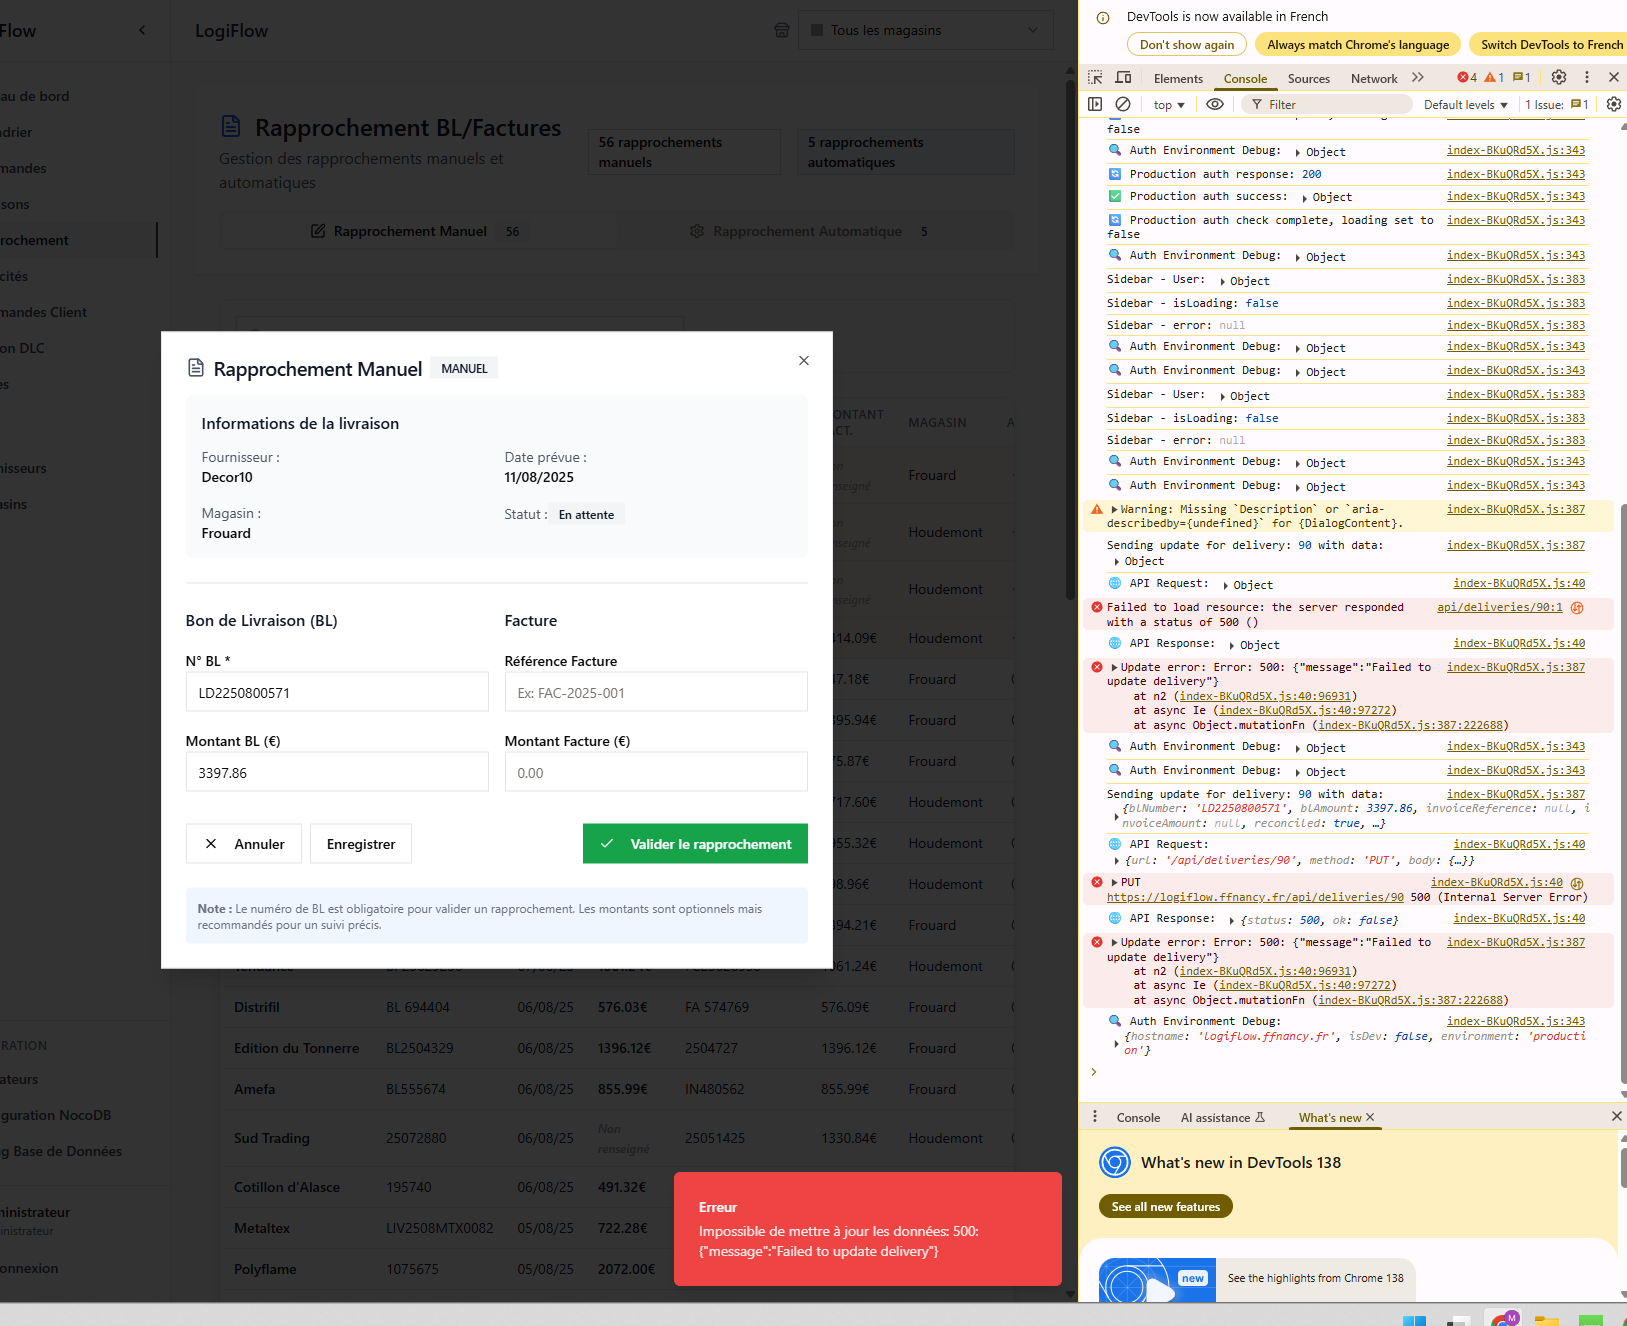 Flow
LogiFlow
Tous les magasins
au de bord
ndrier
mandes
sons
rochement
cités
mandes Client
on DLC
es
nisseurs
asins
RATION
ateurs
guration NocoDB
g Base de Données
ministrateur
inistrateur
onnexion
Rapprochement BL/Factures
Gestion des rapprochements manuels et
automatiques
56 rapprochements
manuels
5 rapprochements
automatiques
Rapprochement Manuel 56
Rapprochement Automatique 5
Rapprochement Manuel MANUEL
Informations de la livraison
Fournisseur :
Decor10
Date prévue :
11/08/2025
Magasin :
Frouard
Statut : En attente
Bon de Livraison (BL)
Facture
N° BL *
LD2250800571
Référence Facture
Ex: FAC-2025-001
Montant BL (€)
3397.86
Montant Facture (€)
0.00
Annuler
Enregistrer
Valider le rapprochement
Note : Le numéro de BL est obligatoire pour valider un rapprochement. Les montants sont optionnels mais
recommandés pour un suivi précis.
ONTANT
CT. MAGASIN A
on
nseigné Frouard
nseigné Houdemont
on
nseigné Houdemont
414.09€ Houdemont
47.18€ Frouard
395.94€ Frouard
75.87€ Frouard
717.60€ Houdemont
055.32€ Houdemont
98.96€ Frouard
394.21€ Frouard
061.24€ Houdemont
Distrifil BL 694404 06/08/25 576.03€ FA 574769 576.09€ Frouard
Edition du Tonnerre BL2504329 06/08/25 1396.12€ 2504727 1396.12€ Frouard
Amefa BL555674 06/08/25 855.99€ IN480562 855.99€ Frouard
Sud Trading 25072880 06/08/25 Non renseigné 25051425 1330.84€ Houdemont
Cotillon d'Alasce 195740 06/08/25 491.32€
Metaltex LIV2508MTX0082 05/08/25 722.28€
Polyflame 1075675 05/08/25 2072.00€
Erreur
Impossible de mettre à jour les données: 500:
{"message":"Failed to update delivery"}
DevTools is now available in French
Don't show again
Always match Chrome's language
Switch DevTools to French
Elements Console Sources Network 4 1 1
top Filter Default levels 1 Issue: 1
false
Auth Environment Debug: Object index-BKuQRd5X.js:343
Production auth response: 200 index-BKuQRd5X.js:343
Production auth success: Object index-BKuQRd5X.js:343
Production auth check complete, loading set to index-BKuQRd5X.js:343
false
Auth Environment Debug: Object index-BKuQRd5X.js:343
Sidebar - User: Object index-BKuQRd5X.js:383
Sidebar - isLoading: false index-BKuQRd5X.js:383
Sidebar - error: null index-BKuQRd5X.js:383
Auth Environment Debug: Object index-BKuQRd5X.js:343
Auth Environment Debug: Object index-BKuQRd5X.js:343
Sidebar - User: Object index-BKuQRd5X.js:383
Sidebar - isLoading: false index-BKuQRd5X.js:383
Sidebar - error: null index-BKuQRd5X.js:383
Auth Environment Debug: Object index-BKuQRd5X.js:343
Auth Environment Debug: Object index-BKuQRd5X.js:343
Warning: Missing `Description` or `aria- index-BKuQRd5X.js:387
describedby={undefined}` for {DialogContent}.
Sending update for delivery: 90 with data: index-BKuQRd5X.js:387
Object
API Request: Object index-BKuQRd5X.js:40
Failed to load resource: the server responded api/deliveries/90:1
with a status of 500 ()
API Response: Object index-BKuQRd5X.js:40
Update error: Error: 500: {"message":"Failed to index-BKuQRd5X.js:387
update delivery"}
at n2 (index-BKuQRd5X.js:40:96931)
at async Ie (index-BKuQRd5X.js:40:97272)
at async Object.mutationFn (index-BKuQRd5X.js:387:222688)
Auth Environment Debug: Object index-BKuQRd5X.js:343
Auth Environment Debug: Object index-BKuQRd5X.js:343
Sending update for delivery: 90 with data: index-BKuQRd5X.js:387
{blNumber: 'LD2250800571', blAmount: 3397.86, invoiceReference: null, i
nvoiceAmount: null, reconciled: true, …}
API Request: index-BKuQRd5X.js:40
{url: '/api/deliveries/90', method: 'PUT', body: {…}}
PUT index-BKuQRd5X.js:40
https://logiflow.ffnancy.fr/api/deliveries/90 500 (Internal Server Error)
API Response: {status: 500, ok: false} index-BKuQRd5X.js:40
Update error: Error: 500: {"message":"Failed to index-BKuQRd5X.js:387
update delivery"}
at n2 (index-BKuQRd5X.js:40:96931)
at async Ie (index-BKuQRd5X.js:40:97272)
at async Object.mutationFn (index-BKuQRd5X.js:387:222688)
Auth Environment Debug: index-BKuQRd5X.js:343
{hostname: 'logiflow.ffnancy.fr', isDev: false, environment: 'producti
on'}
Console AI assistance What's new
What's new in DevTools 138
See all new features
new
See the highlights from Chrome 138
M